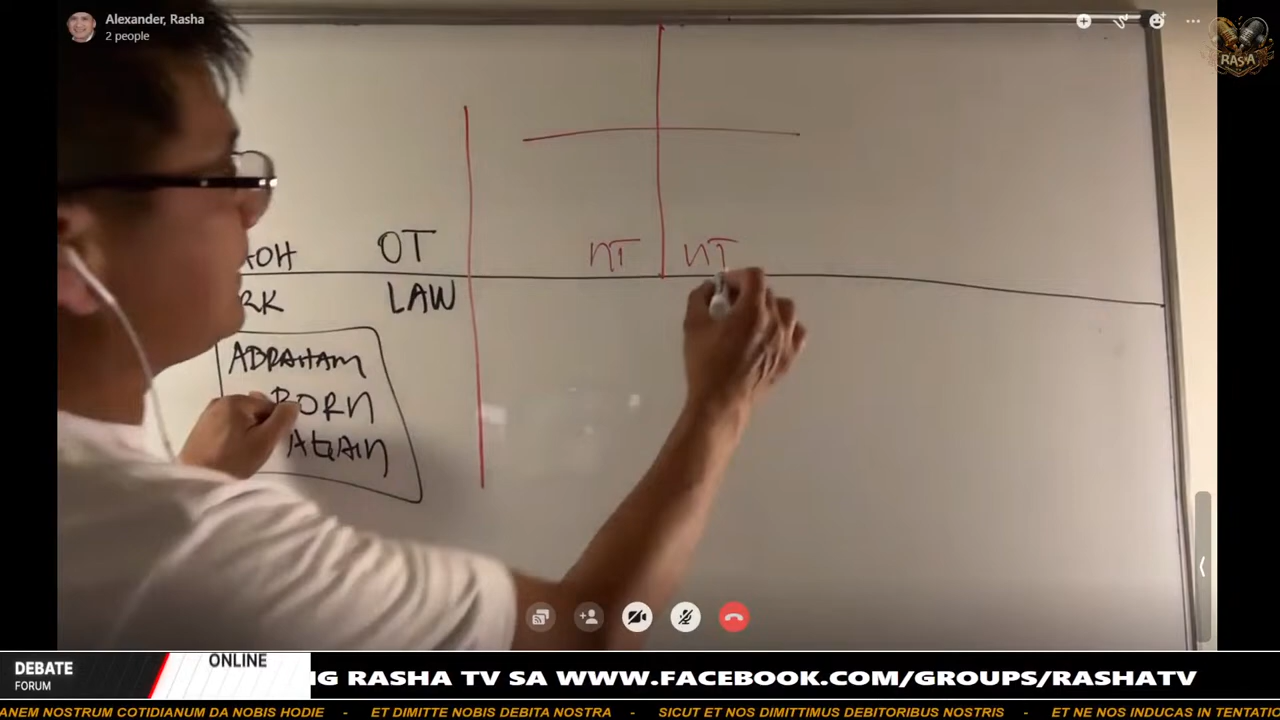 Alexander, Rasha
2 people
RASA
OT
NT NT
LAW
ABRAHAM
BORN
AGAIN
DEBATE
FORUM
ONLINE
RASHA TV SA WWW.FACEBOOK.COM/GROUPS/RASHATV
NOSTRUM COTIDIANUM DA NOBIS HODIE - ET DIMITTE NOBIS DEBITA NOSTRA - SICUT ET NOS DIMITTIMUS DEBITORIBUS NOSTRIS - ET NE NOS INDUCAS IN